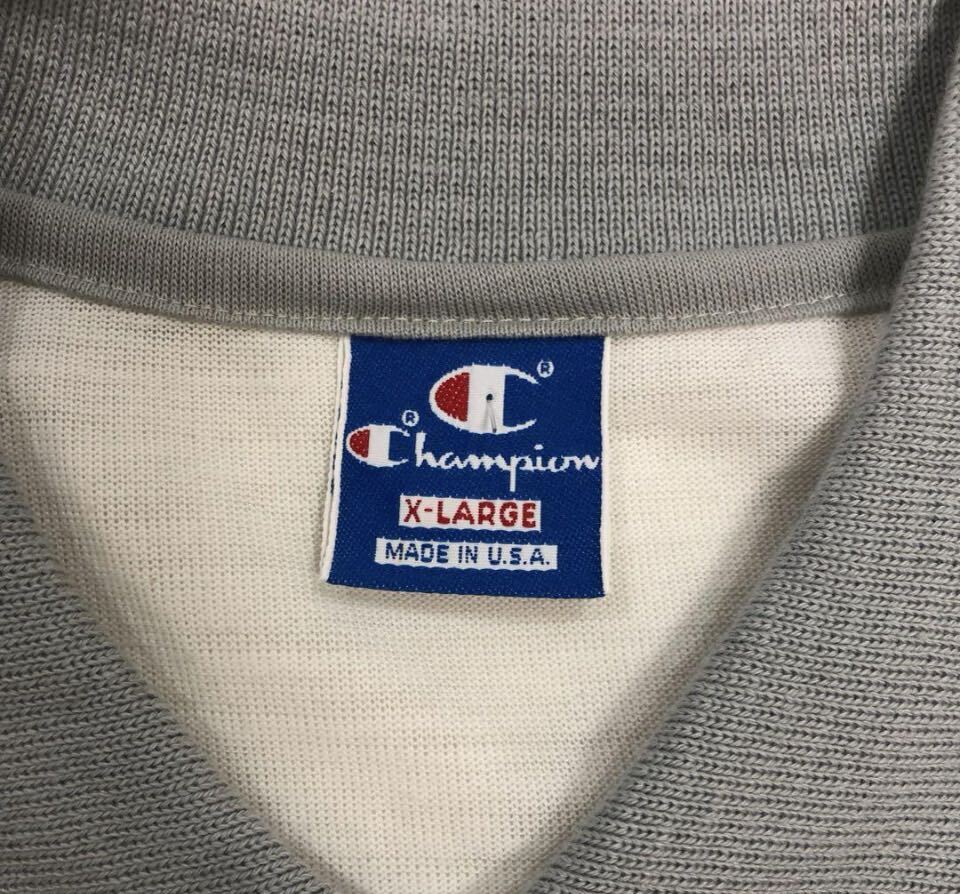 C®
Champion®
X-LARGE
MADE IN U.S.A.